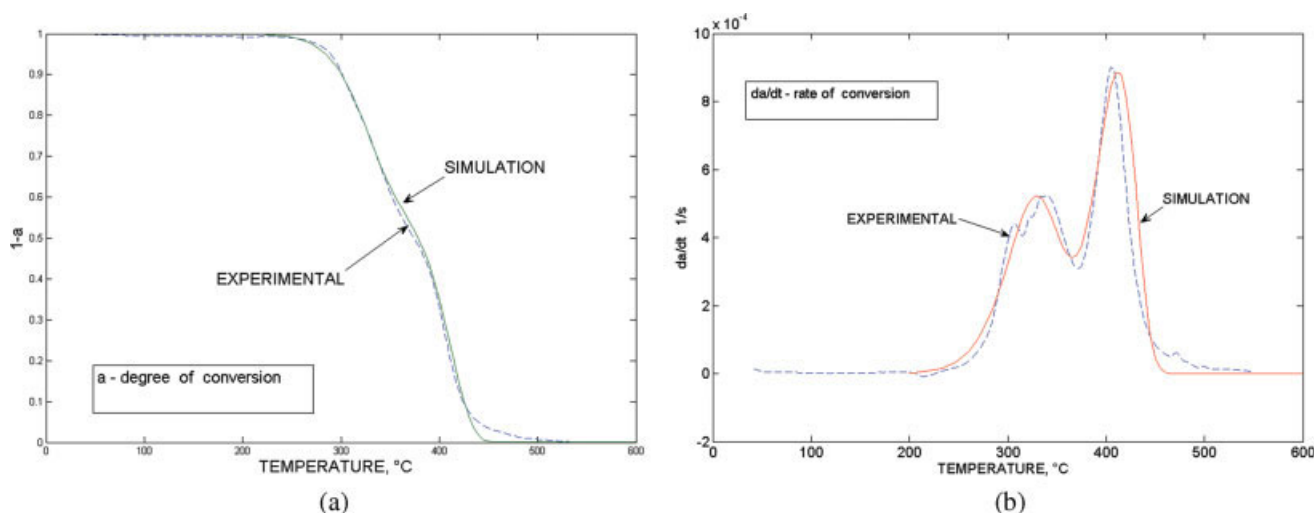 1
0.9
0.8
0.7
0.6
0.5
0.4
0.3
0.2
0.1
0
1-a
SIMULATION
EXPERIMENTAL
a - degree of conversion
0 100 200 300 400 500 600
TEMPERATURE, °C
(a)
10 x 10-4
8
6
4
2
0
-2
da/dt 1/s
da/dt - rate of conversion
EXPERIMENTAL
SIMULATION
0 100 200 300 400 500 600
TEMPERATURE, °C
(b)